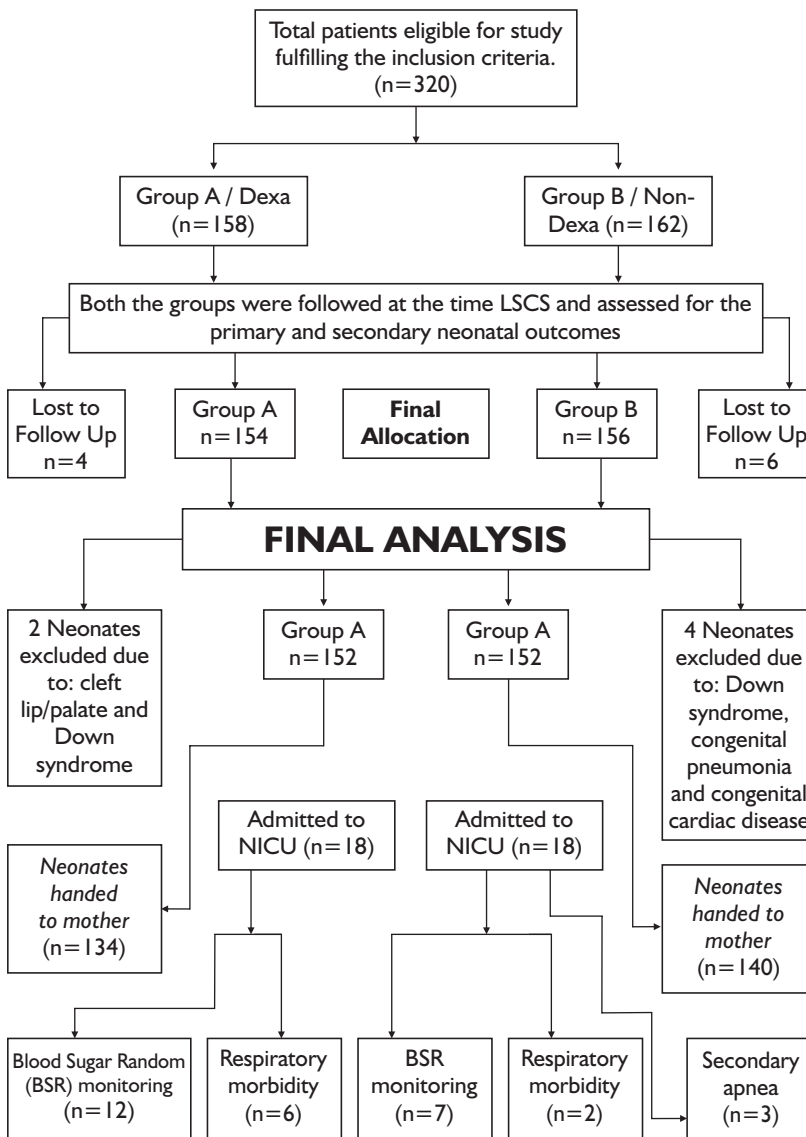 Total patients eligible for study
fulfilling the inclusion criteria.
(n=320)
Group A / Dexa
(n=158)
Group B / Non-
Dexa (n=162)
Both the groups were followed at the time LSCS and assessed for the
primary and secondary neonatal outcomes
Lost to
Follow Up
n=4
Group A
n=154
Final
Allocation
Group B
n=156
Lost to
Follow Up
n=6
FINAL ANALYSIS
2 Neonates
excluded due
to: cleft
lip/palate and
Down
syndrome
Group A
n=152
Group A
n=152
4 Neonates
excluded due
to: Down
syndrome,
congenital
pneumonia
and congenital
cardiac disease
Admitted to
NICU (n=18)
Admitted to
NICU (n=18)
Neonates
handed
to mother
(n=134)
Neonates
handed to
mother
(n=140)
Blood Sugar Random
(BSR) monitoring
(n=12)
Respiratory
morbidity
(n=6)
BSR
monitoring
(n=7)
Respiratory
morbidity
(n=2)
Secondary
apnea
(n=3)